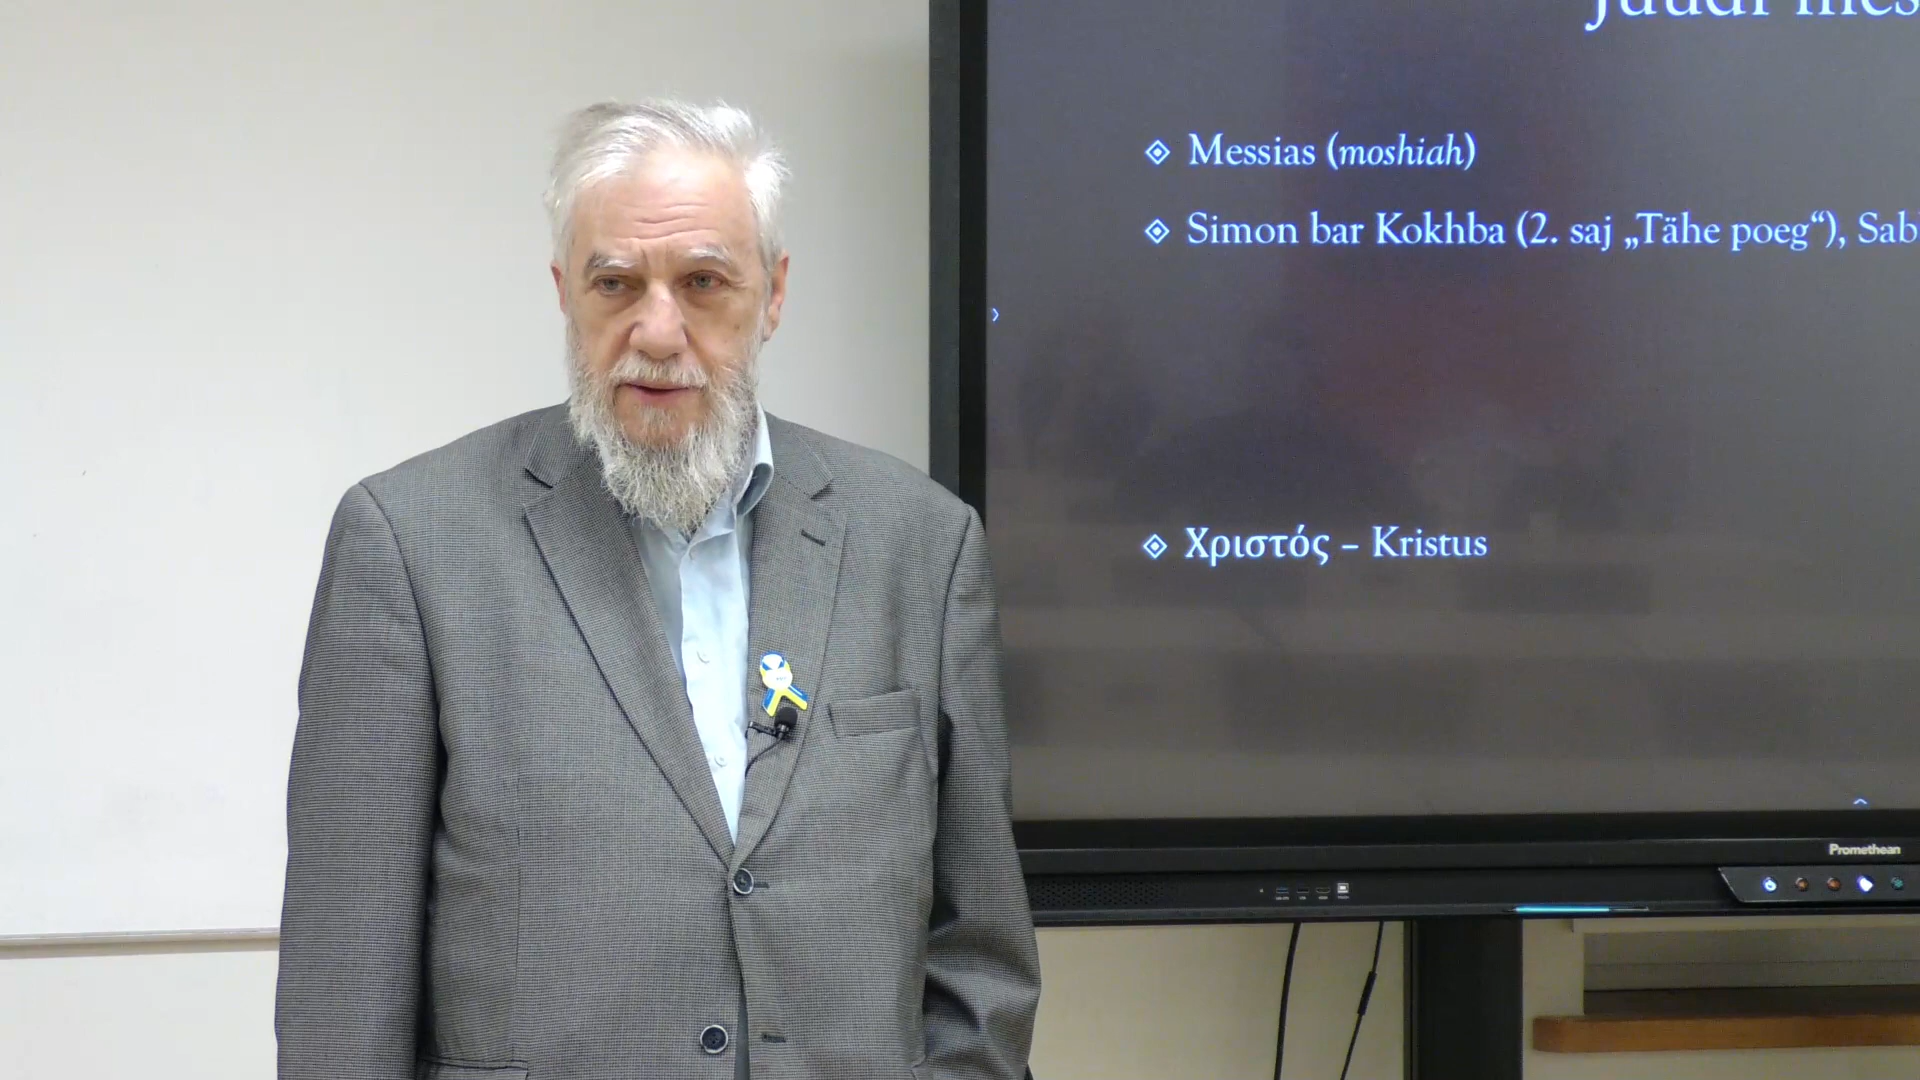 Messias (moshiah)
Simon bar Kokhba (2. saj „Tähe poeg“), Sab
Χριστός – Kristus
Promethean